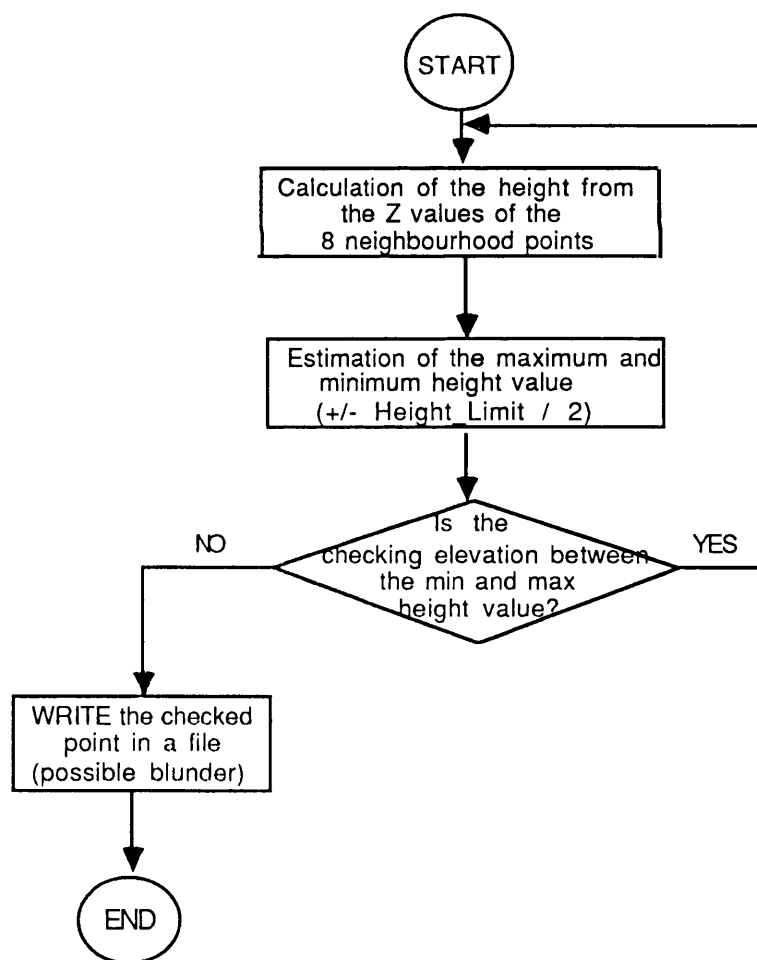 START
Calculation of the height from
the Z values of the
8 neighbourhood points
Estimation of the maximum and
minimum height value
(+/- Height_Limit / 2)
Is the
NO
checking elevation between
YES
the min and max
height value?
WRITE the checked
point in a file
(possible blunder)
END